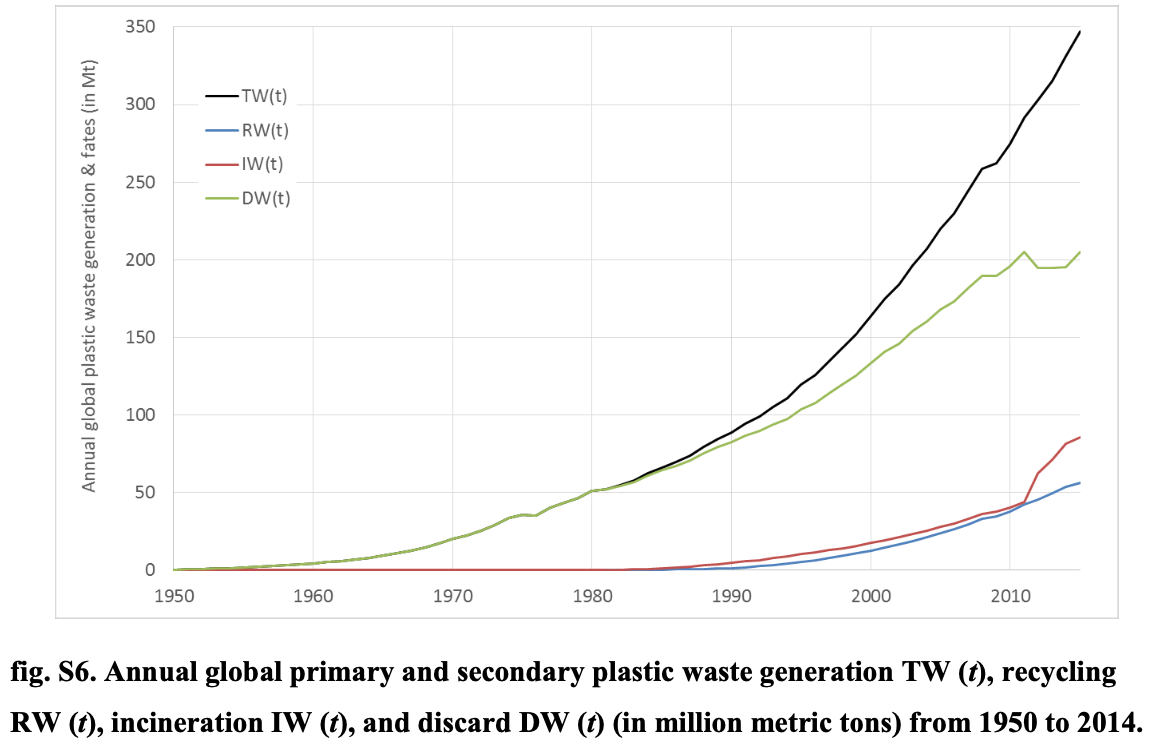 Annual global plastic waste generation & fates (in Mt)
350
300
250
200
150
100
50
0
TW(t)
RW(t)
IW(t)
DW(t)
1950 1960 1970 1980 1990 2000 2010
fig. S6. Annual global primary and secondary plastic waste generation TW (t), recycling
RW (t), incineration IW (t), and discard DW (t) (in million metric tons) from 1950 to 2014.